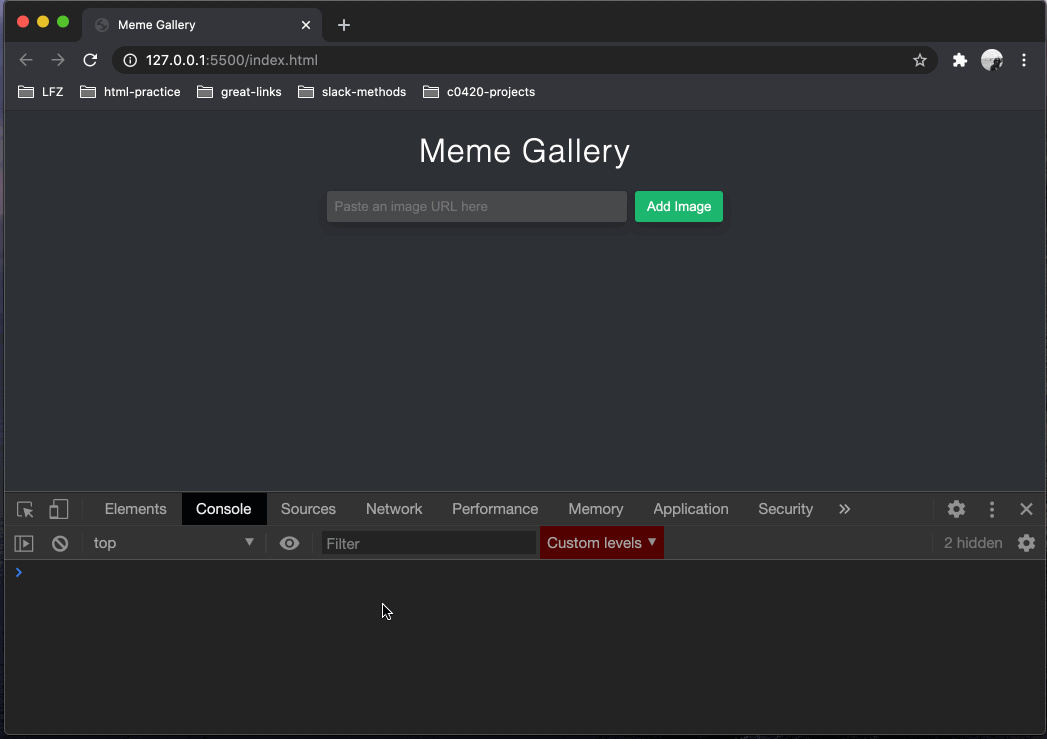 Meme Gallery
127.0.0.1:5500/index.html
LFZ html-practice great-links slack-methods c0420-projects
Meme Gallery
Paste an image URL here Add Image
Elements Console Sources Network Performance Memory Application Security
top Filter Custom levels 2 hidden